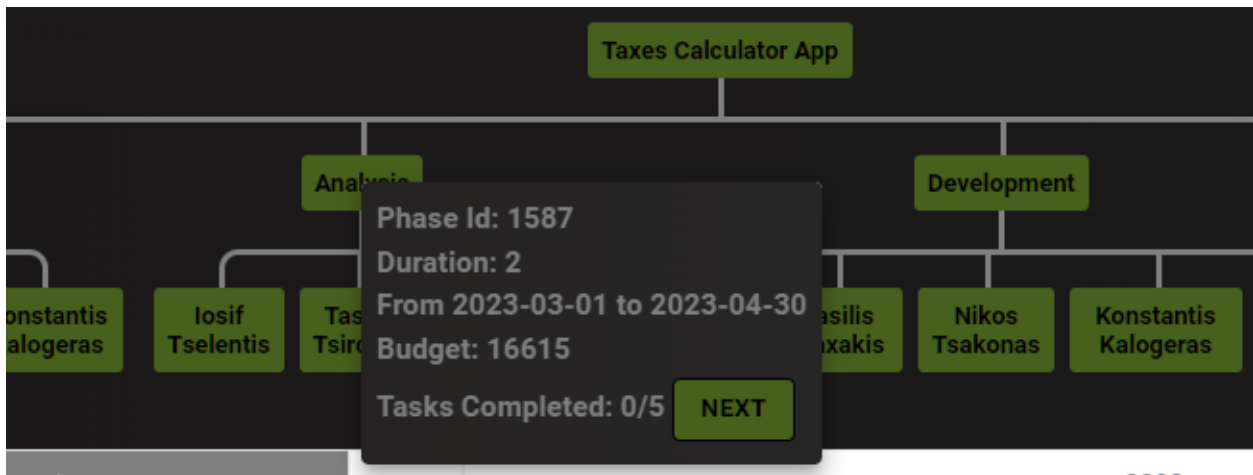 Taxes Calculator App
Analysis
Development
Phase Id: 1587
Duration: 2
From 2023-03-01 to 2023-04-30
Budget: 16615
Tasks Completed: 0/5 NEXT
Iosif
Tselentis
Nikos
Tsakonas
Konstantis
Kalogeras